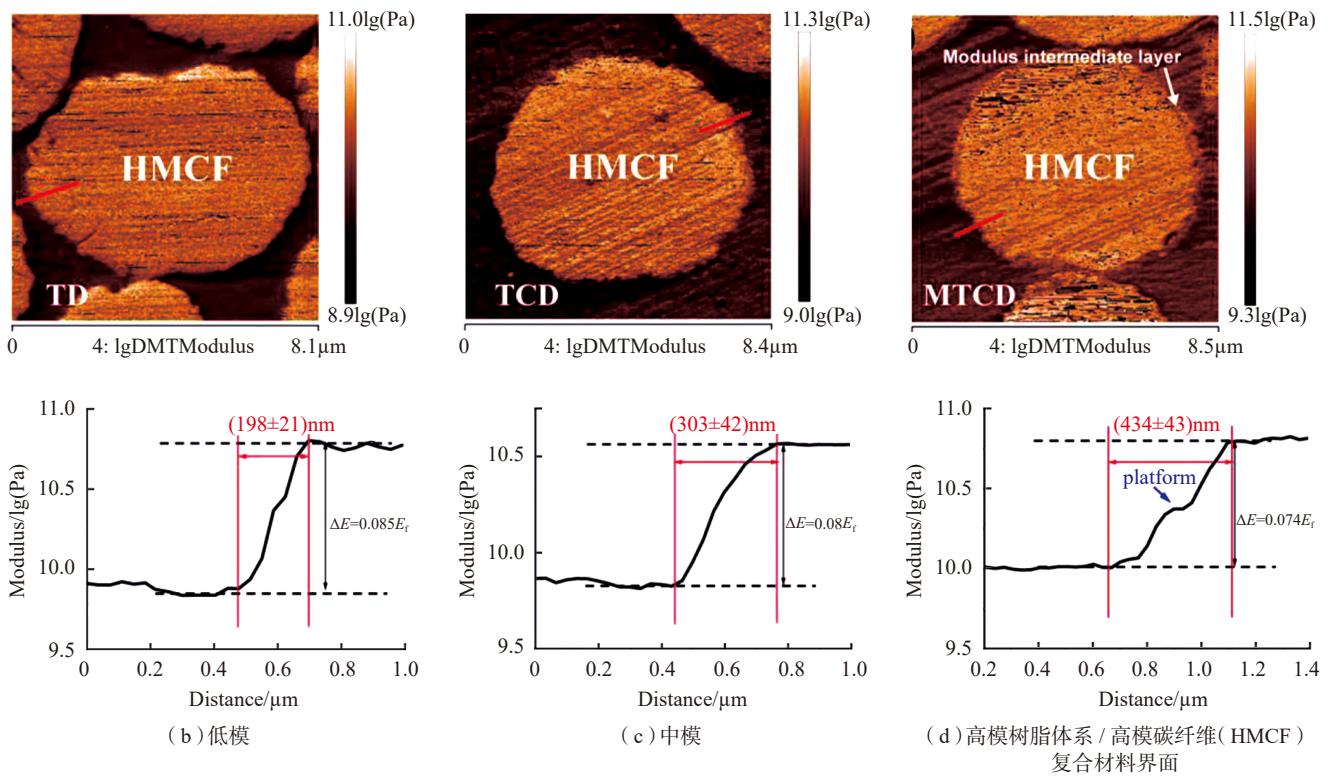 11.0lg(Pa)
HMCF
TD
8.9lg(Pa)
0
4: lgDMTModulus
8.1μm
11.3lg(Pa)
HMCF
TCD
9.0lg(Pa)
0
4: lgDMTModulus
8.4μm
11.5lg(Pa)
Modulus intermediate layer
HMCF
MTCD
9.3lg(Pa)
0
4: lgDMTModulus
8.5μm
11.0
10.5
10.0
9.5
Modulus/lg(Pa)
(198±21)nm
ΔE=0.085Ef
0 0.2 0.4 0.6 0.8 1.0
Distance/μm
(b)低模
11.0
10.5
10.0
9.5
Modulus/lg(Pa)
(303±42)nm
ΔE=0.08Ef
0 0.2 0.4 0.6 0.8 1.0
Distance/μm
(c)中模
11.0
10.5
10.0
9.5
Modulus/lg(Pa)
(434±43)nm
platform
ΔE=0.074Ef
0.2 0.4 0.6 0.8 1.0 1.2 1.4
Distance/μm
(d)高模树脂体系/高模碳纤维(HMCF)
复合材料界面